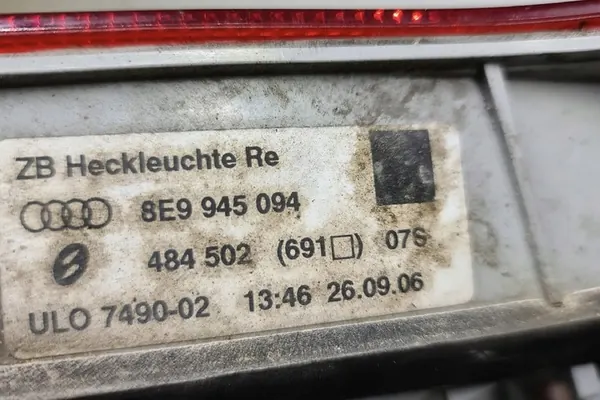 ZB Heckleuchte Re
8E9 945 094
484 502 (691□) 07S
ULO 7490-02 13:46 26.09.06